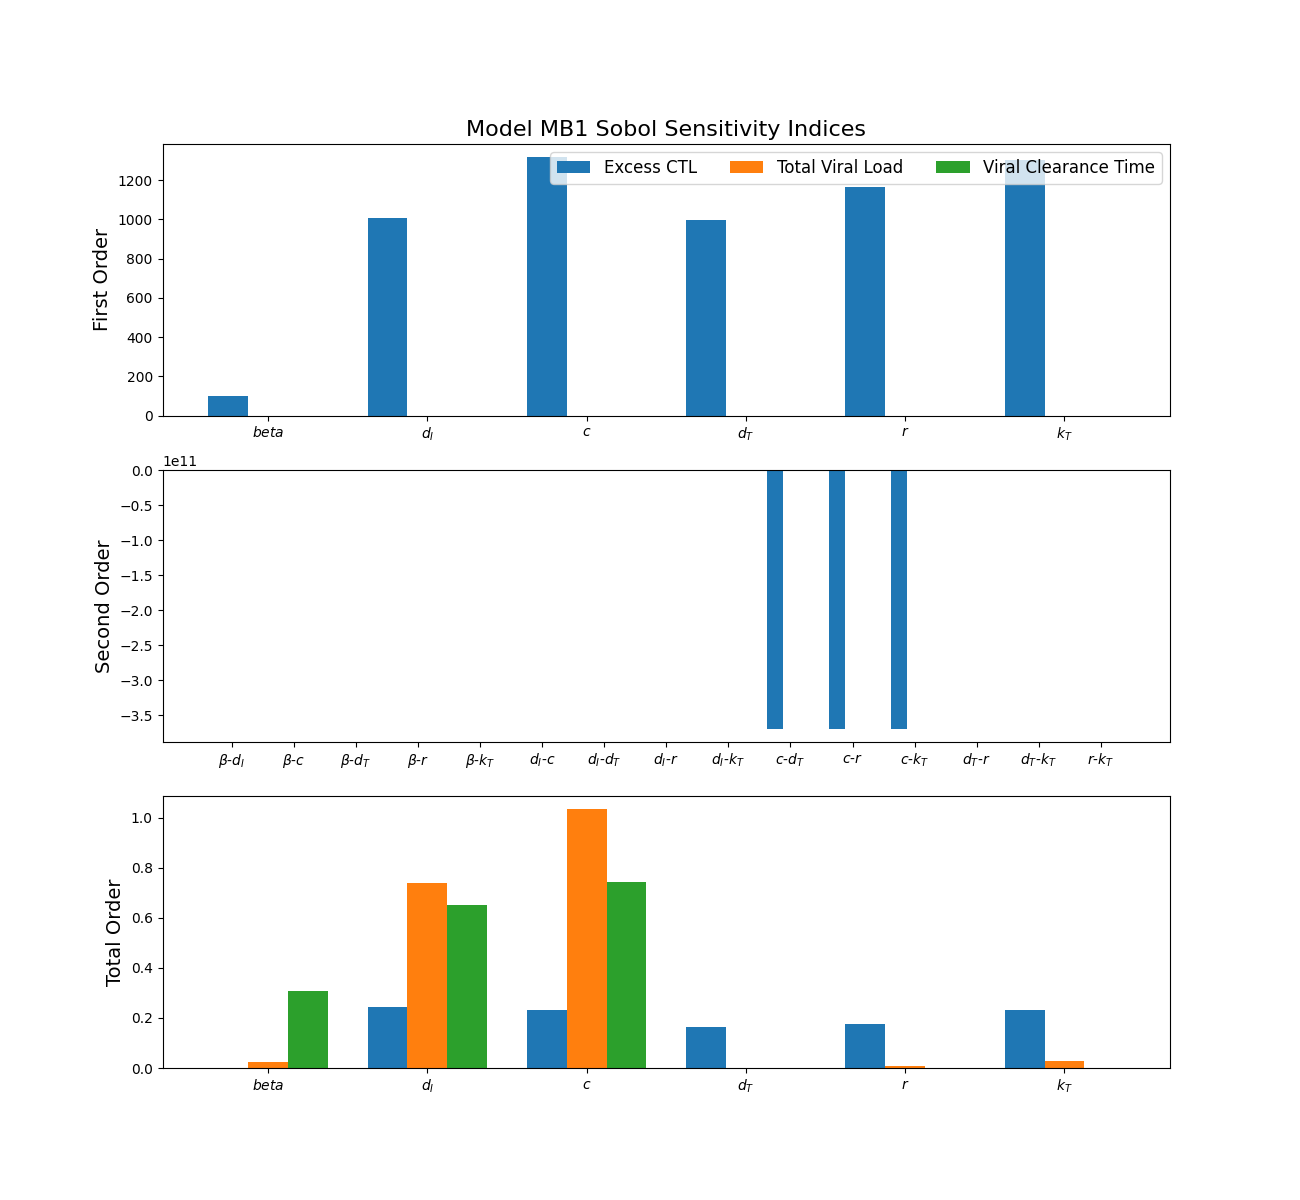 Model MB1 Sobol Sensitivity Indices
Excess CTL Total Viral Load Viral Clearance Time
First Order
1200
1000
800
600
400
200
0
beta d_I c d_T r k_T
1e11
Second Order
0.0
−0.5
−1.0
−1.5
−2.0
−2.5
−3.0
−3.5
β-d_I β-c β-d_T β-r β-k_T d_I-c d_I-d_T d_I-r d_I-k_T c-d_T c-r c-k_T d_T-r d_T-k_T r-k_T
Total Order
1.0
0.8
0.6
0.4
0.2
0.0
beta d_I c d_T r k_T